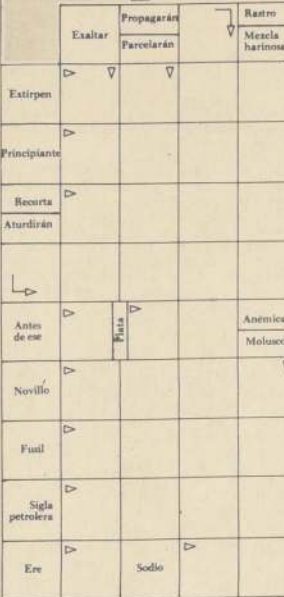 Exaltar
Propagarán
Parcelarán
Rastro
Mezcla
harinosa
Extirpen
Principiante
Recorta
Aturdirán
Antes
de ese
Plata
Anémica
Molusco
Novillo
Fusil
Sigla
petrolera
Ere
Sodio